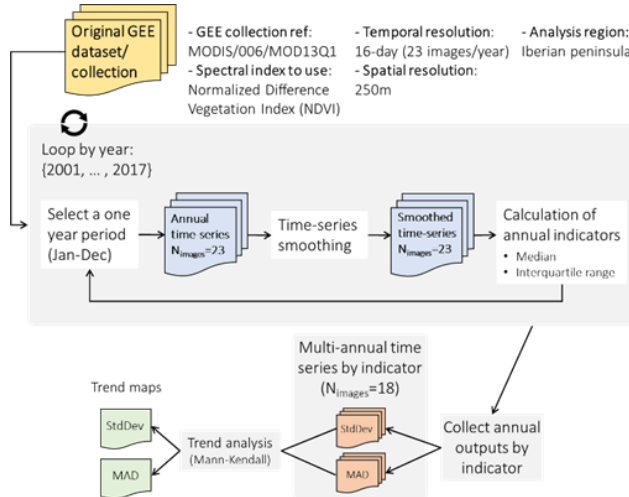 Original GEE
dataset/
collection
- GEE collection ref:
MODIS/006/MOD13Q1
- Spectral index to use:
Normalized Difference
Vegetation Index (NDVI)
- Temporal resolution:
16-day (23 images/year)
- Spatial resolution:
250m
- Analysis region:
Iberian peninsula
Loop by year:
{2001, ... , 2017}
Select a one
year period
(Jan-Dec)
Annual
time-series
Nimages=23
Time-series
smoothing
Smoothed
time-series
Nimages=23
Calculation of
annual indicators
• Median
• Interquartile range
Multi-annual time
series by indicator
(Nimages=18)
Trend maps
StdDev
MAD
Trend analysis
(Mann-Kendall)
StdDev
MAD
Collect annual
outputs by
indicator